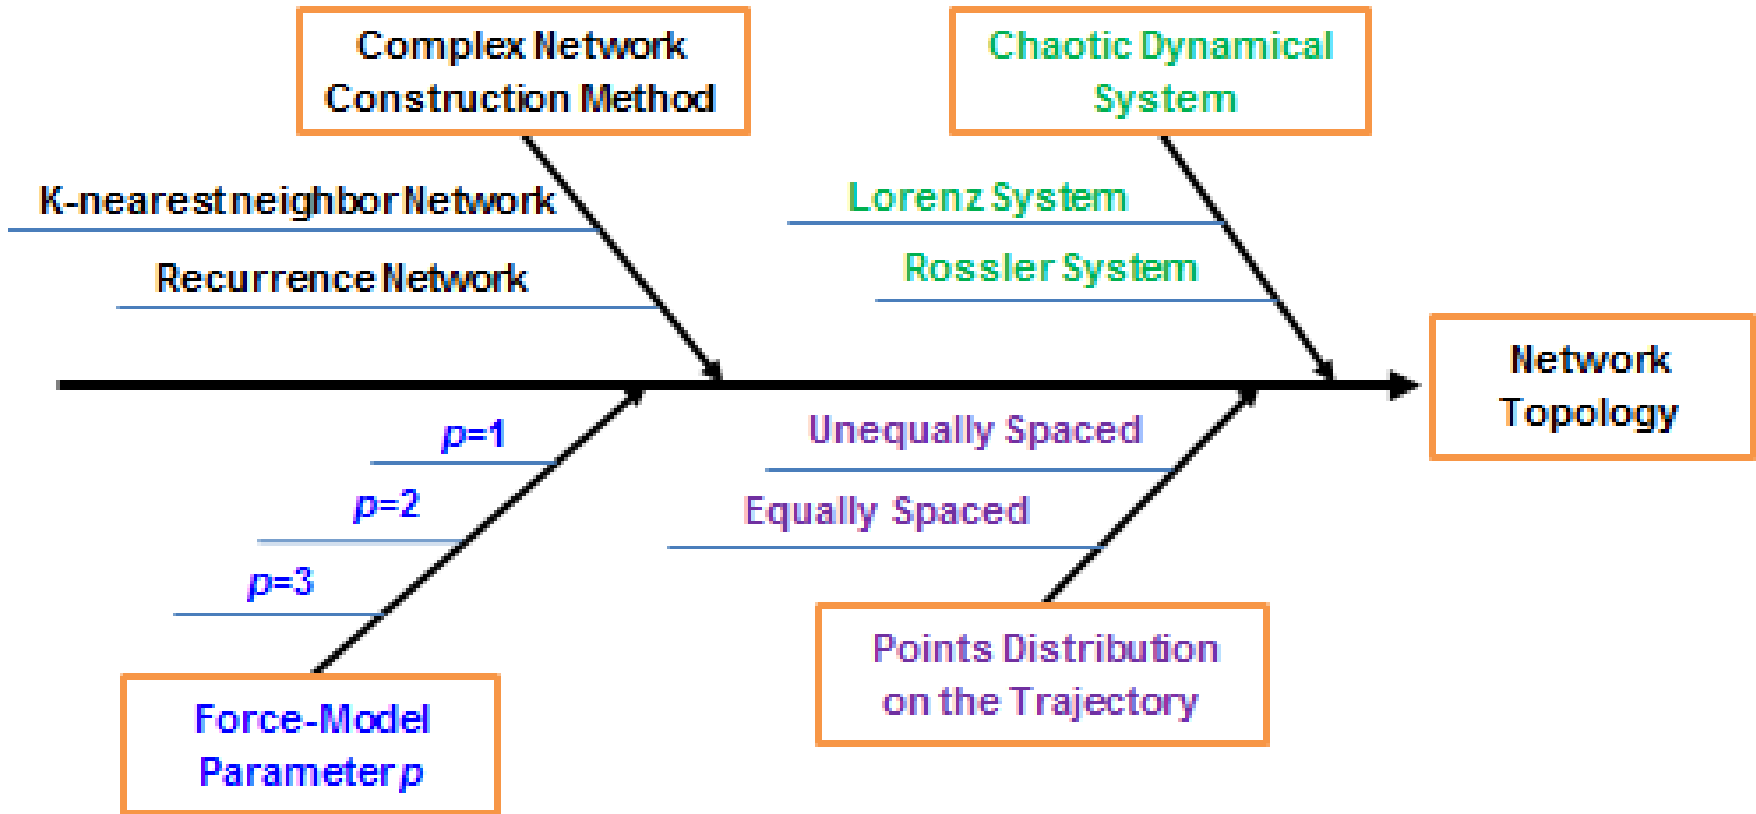 Complex Network
Construction Method
Chaotic Dynamical
System
K-nearest neighbor Network
Recurrence Network
Lorenz System
Rossler System
Network
Topology
p=1
p=2
p=3
Unequally Spaced
Equally Spaced
Force-Model
Parameter p
Points Distribution
on the Trajectory